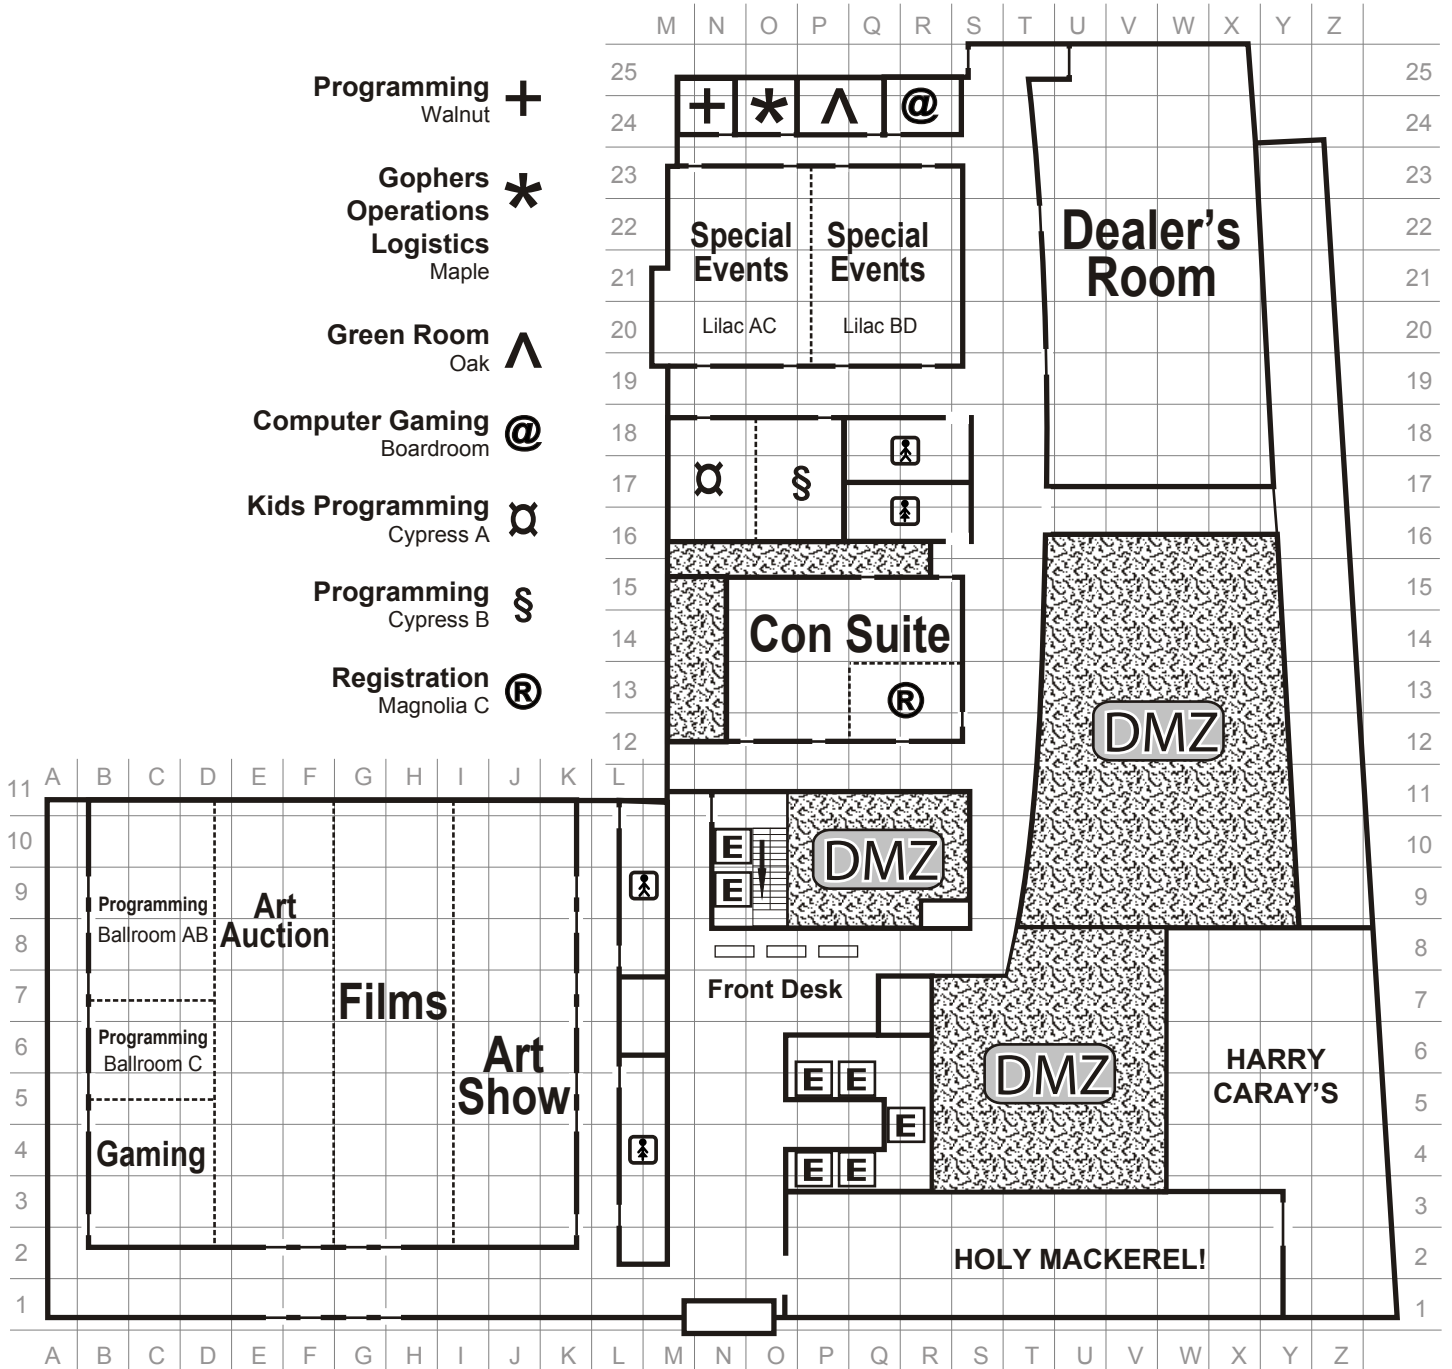 M N O P Q R S T U V W X Y Z
25 25
Programming +
Walnut
+ * Λ @
24 24
Gophers
Operations
Logistics *
Maple
23 23
22 22
Special
Events
Lilac AC
Special
Events
Lilac BD
Dealer's
Room
21 21
20 20
Green Room Λ
Oak
19 19
Computer Gaming @
Boardroom
18 18
¤ §
17 17
Kids Programming ¤
Cypress A
16 16
Programming §
Cypress B
15 15
Con Suite
14 14
Registration ®
Magnolia C
13 13
®
DMZ
12 12
A B C D E F G H I J K L
11 11
10 10
E
E
DMZ
9 9
Programming
Ballroom AB
Art
Auction
8 8
Front Desk
Films
7 7
Programming
Ballroom C
6 6
Art
Show
E E
E
E E
DMZ
HARRY
CARAY'S
5 5
Gaming
4 4
3 3
HOLY MACKEREL!
2 2
1 1
A B C D E F G H I J K L M N O P Q R S T U V W X Y Z